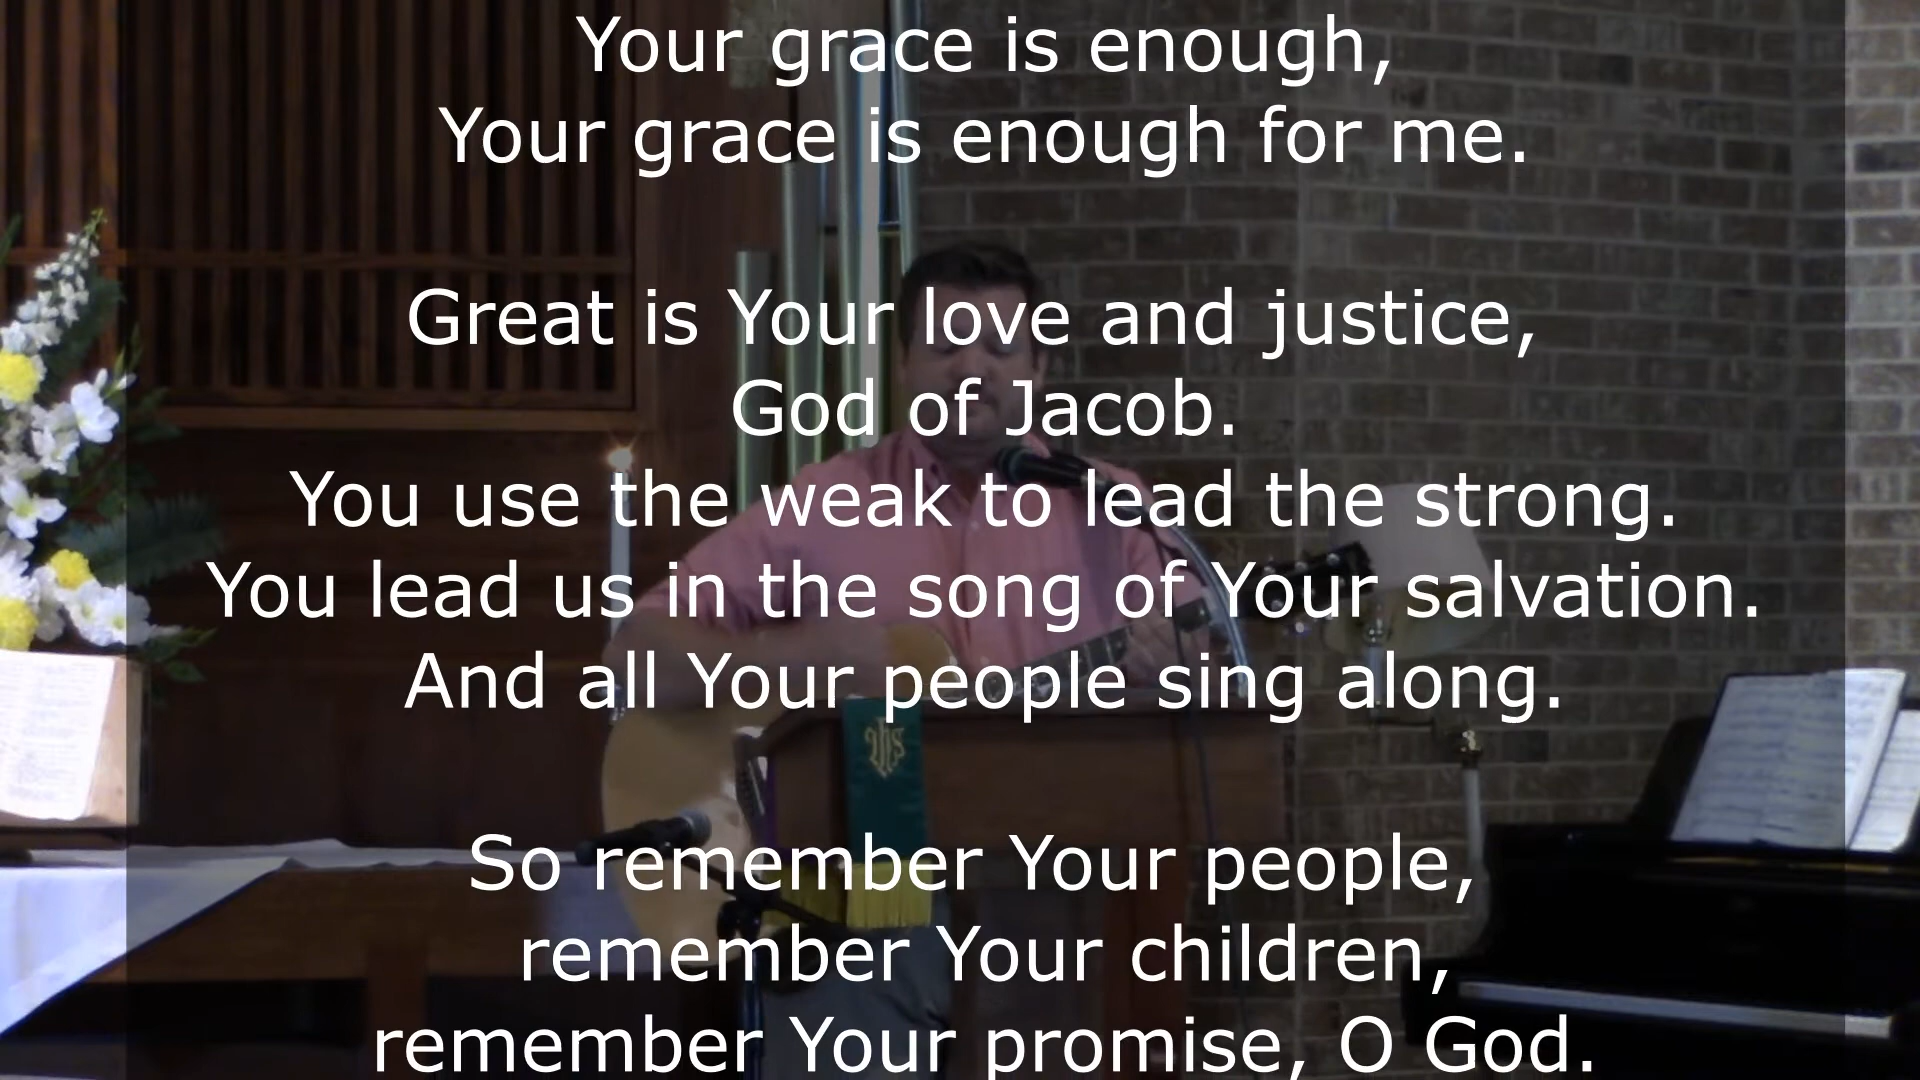 Your grace is enough,
Your grace is enough for me.
Great is Your love and justice,
God of Jacob.
You use the weak to lead the strong.
You lead us in the song of Your salvation.
And all Your people sing along.
So remember Your people,
remember Your children,
remember Your promise, O God.
IHS